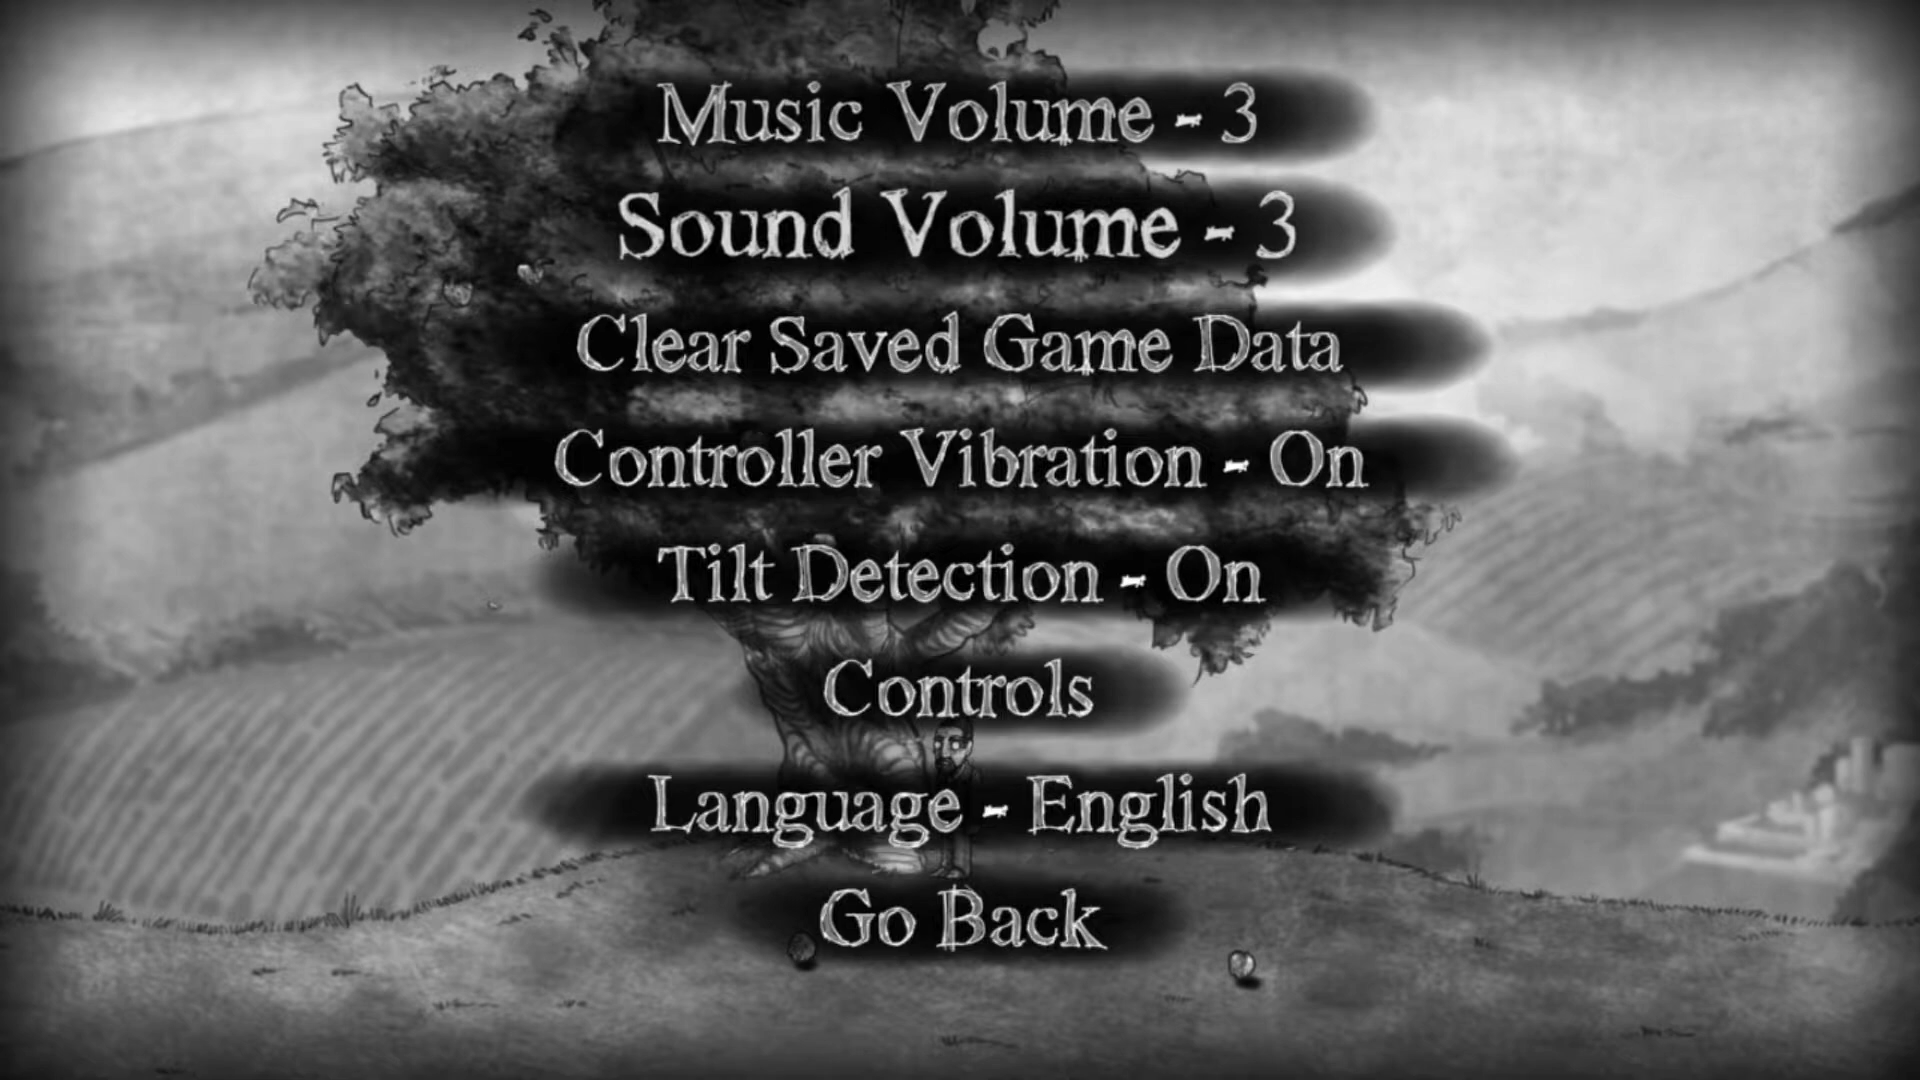 Music Volume - 3
Sound Volume - 3
Clear Saved Game Data
Controller Vibration - On
Tilt Detection - On
Controls
Language - English
Go Back